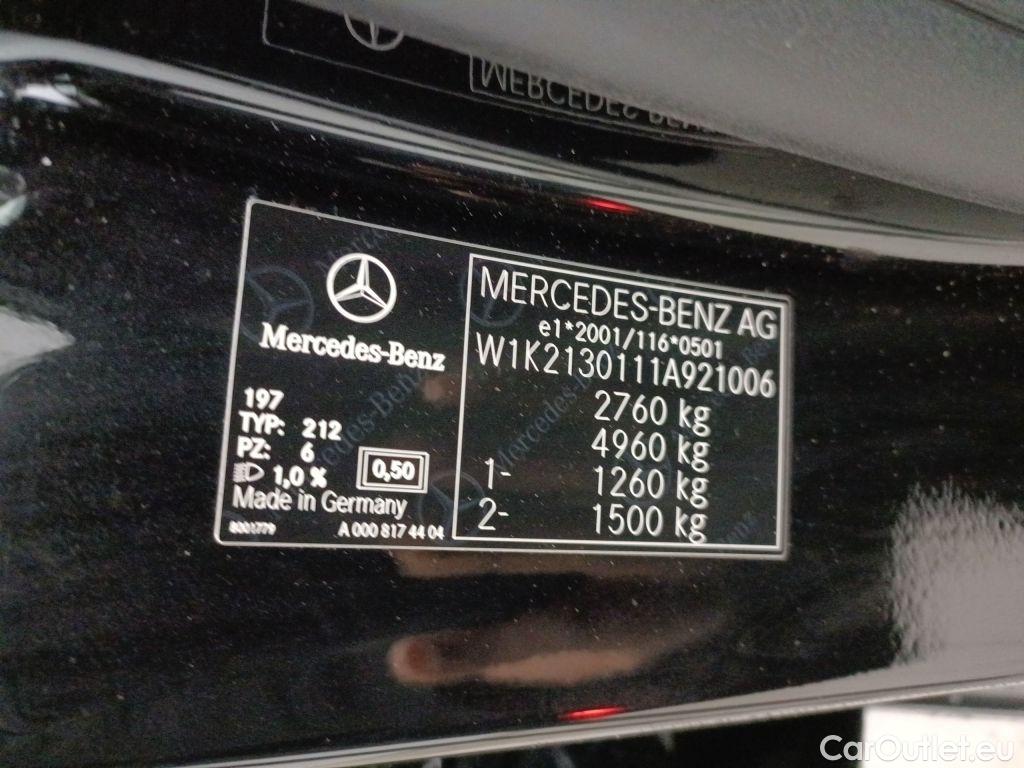 Mercedes-Benz
197
TYP: 212
PZ: 6
1,0 %
0,50
Made in Germany
8001779
A 000 817 44 04
MERCEDES-BENZ AG
e1*2001/116*0501
W1K2130111A921006
2760 kg
4960 kg
1- 1260 kg
2- 1500 kg
CarOutlet.eu